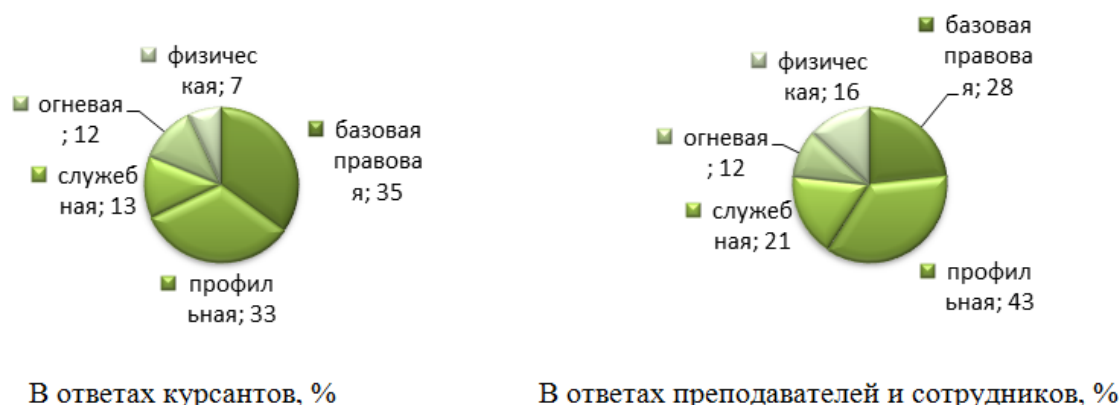 физичес
кая; 7
огневая
; 12
служеб
ная; 13
базовая
правова
я; 35
профил
ьная; 33
В ответах курсантов, %
базовая
правова
я; 28
физичес
кая; 16
огневая
; 12
служеб
ная; 21
профил
ьная; 43
В ответах преподавателей и сотрудников, %